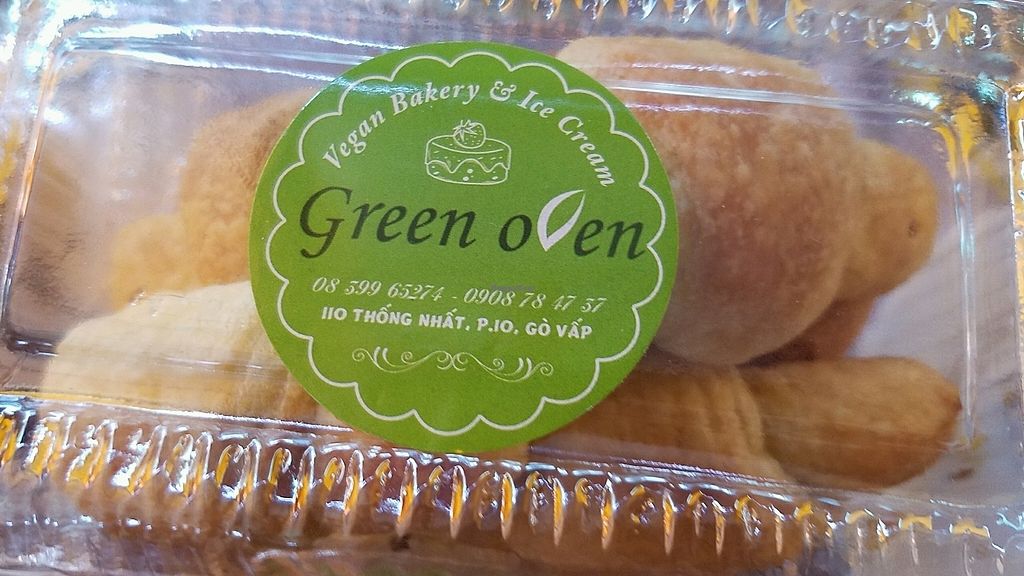 Vegan Bakery & Ice Cream
Green oven
08 399 65274 - 0908 78 47 57
110 THỐNG NHẤT, P.10, GÒ VẤP